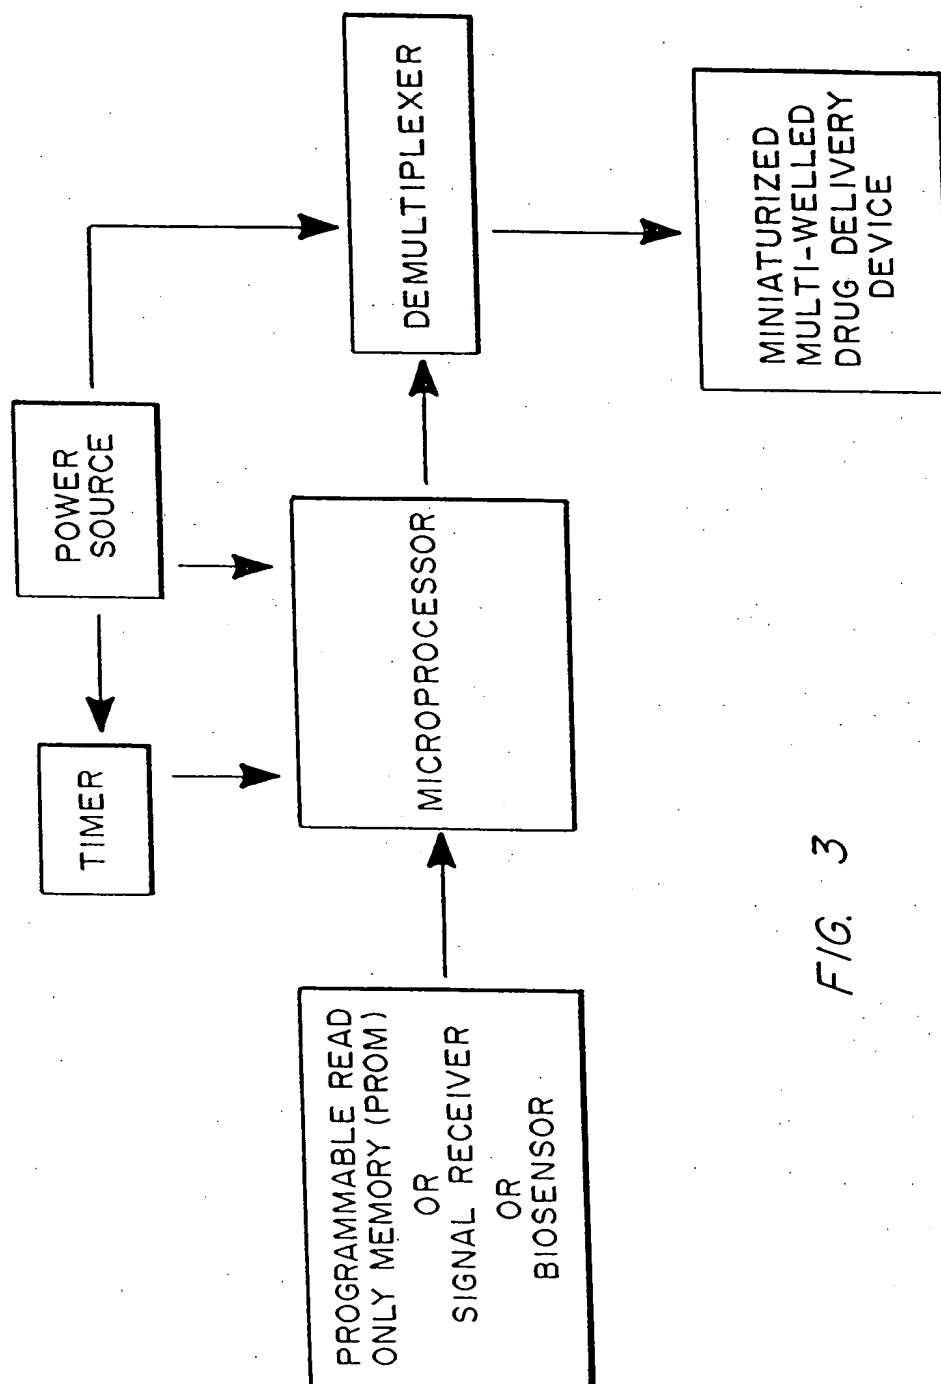 TIMER
POWER
SOURCE
PROGRAMMABLE READ
ONLY MEMORY (PROM)
OR
SIGNAL RECEIVER
OR
BIOSENSOR
MICROPROCESSOR
DEMULTIPLEXER
MINIATURIZED
MULTI-WELLED
DRUG DELIVERY
DEVICE
FIG. 3